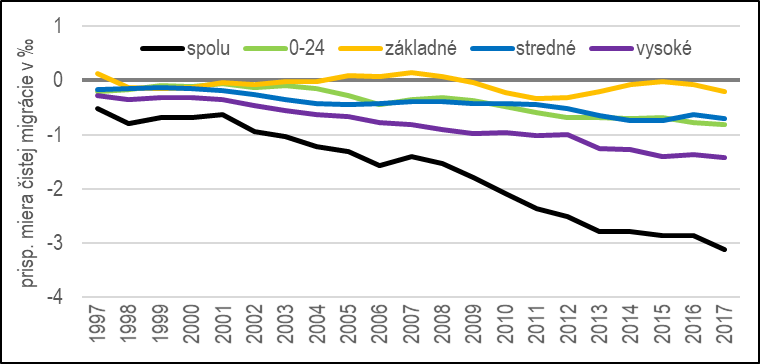 prisp. miera čistej migrácie v ‰
1
0
-1
-2
-3
-4
spolu 0-24 základné stredné vysoké
1997 1998 1999 2000 2001 2002 2003 2004 2005 2006 2007 2008 2009 2010 2011 2012 2013 2014 2015 2016 2017